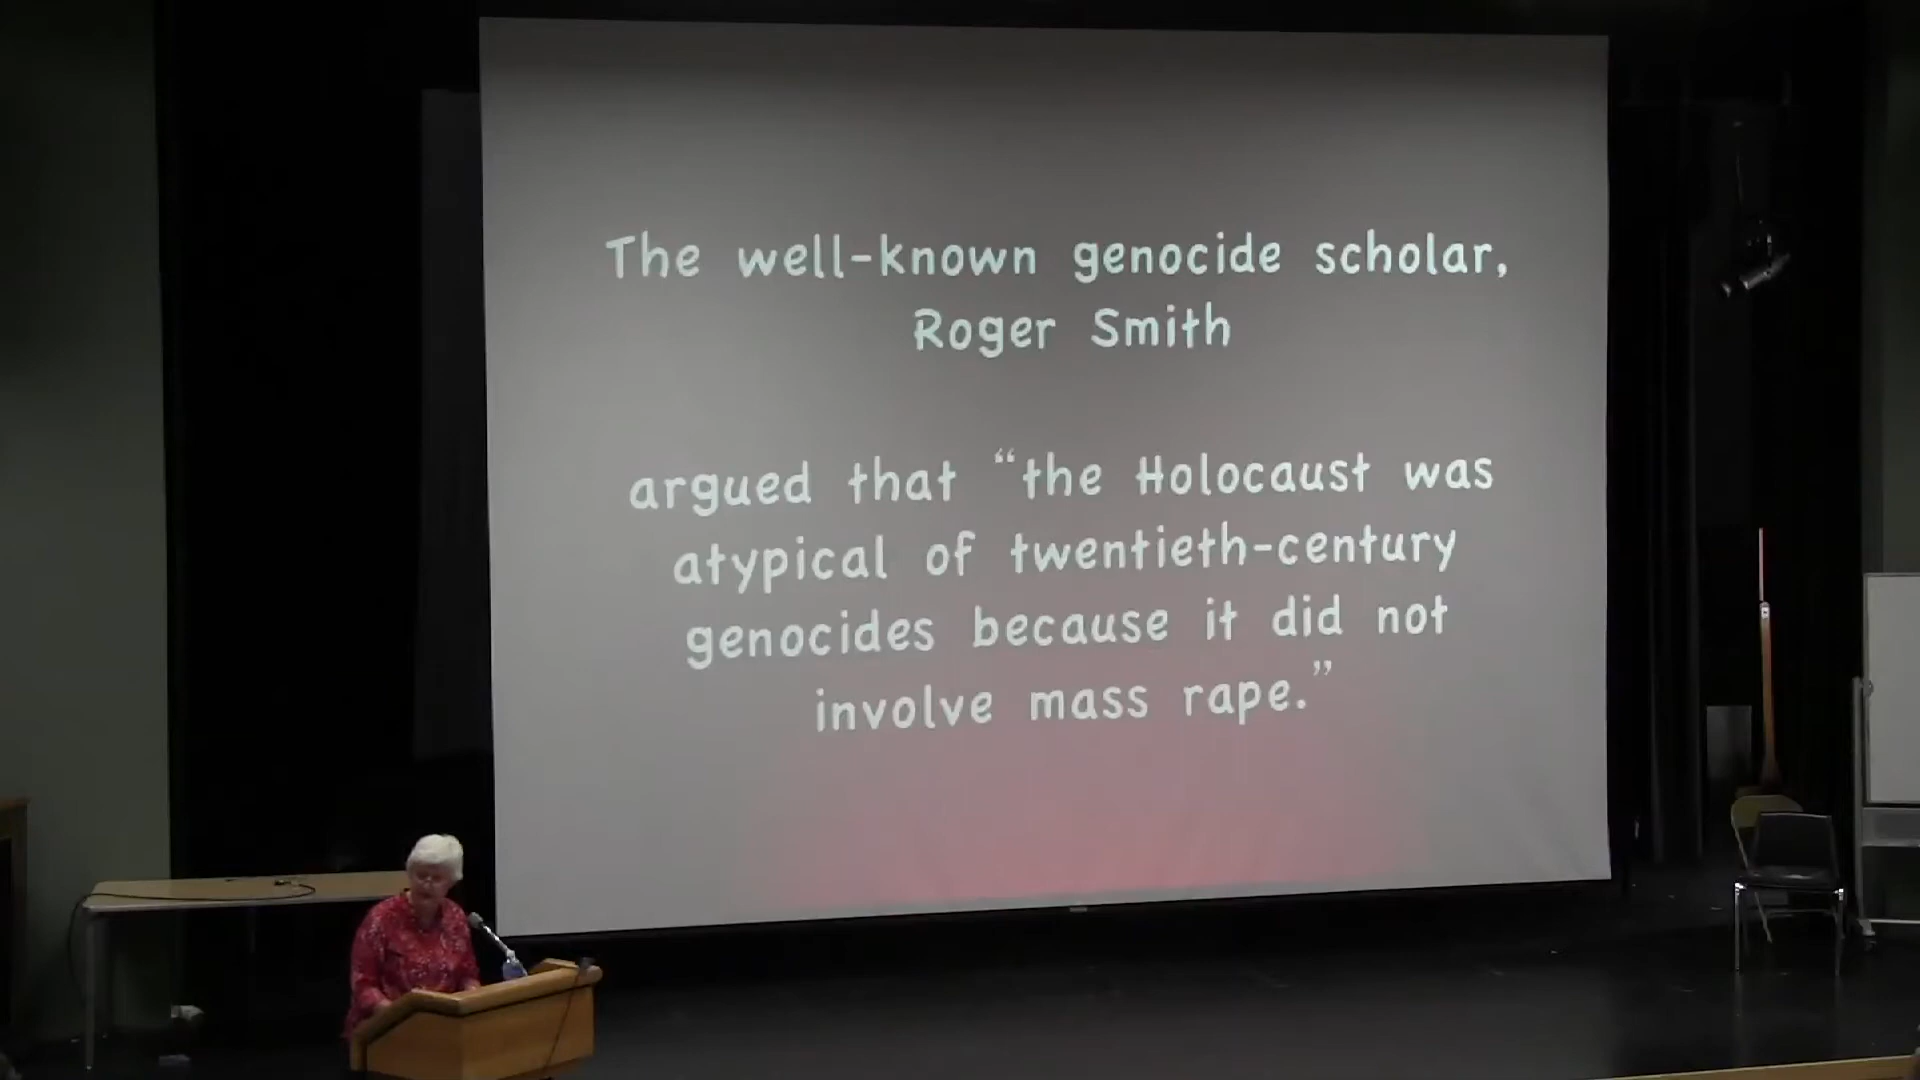 The well-known genocide scholar,
Roger Smith
argued that “the Holocaust was
atypical of twentieth-century
genocides because it did not
involve mass rape.”